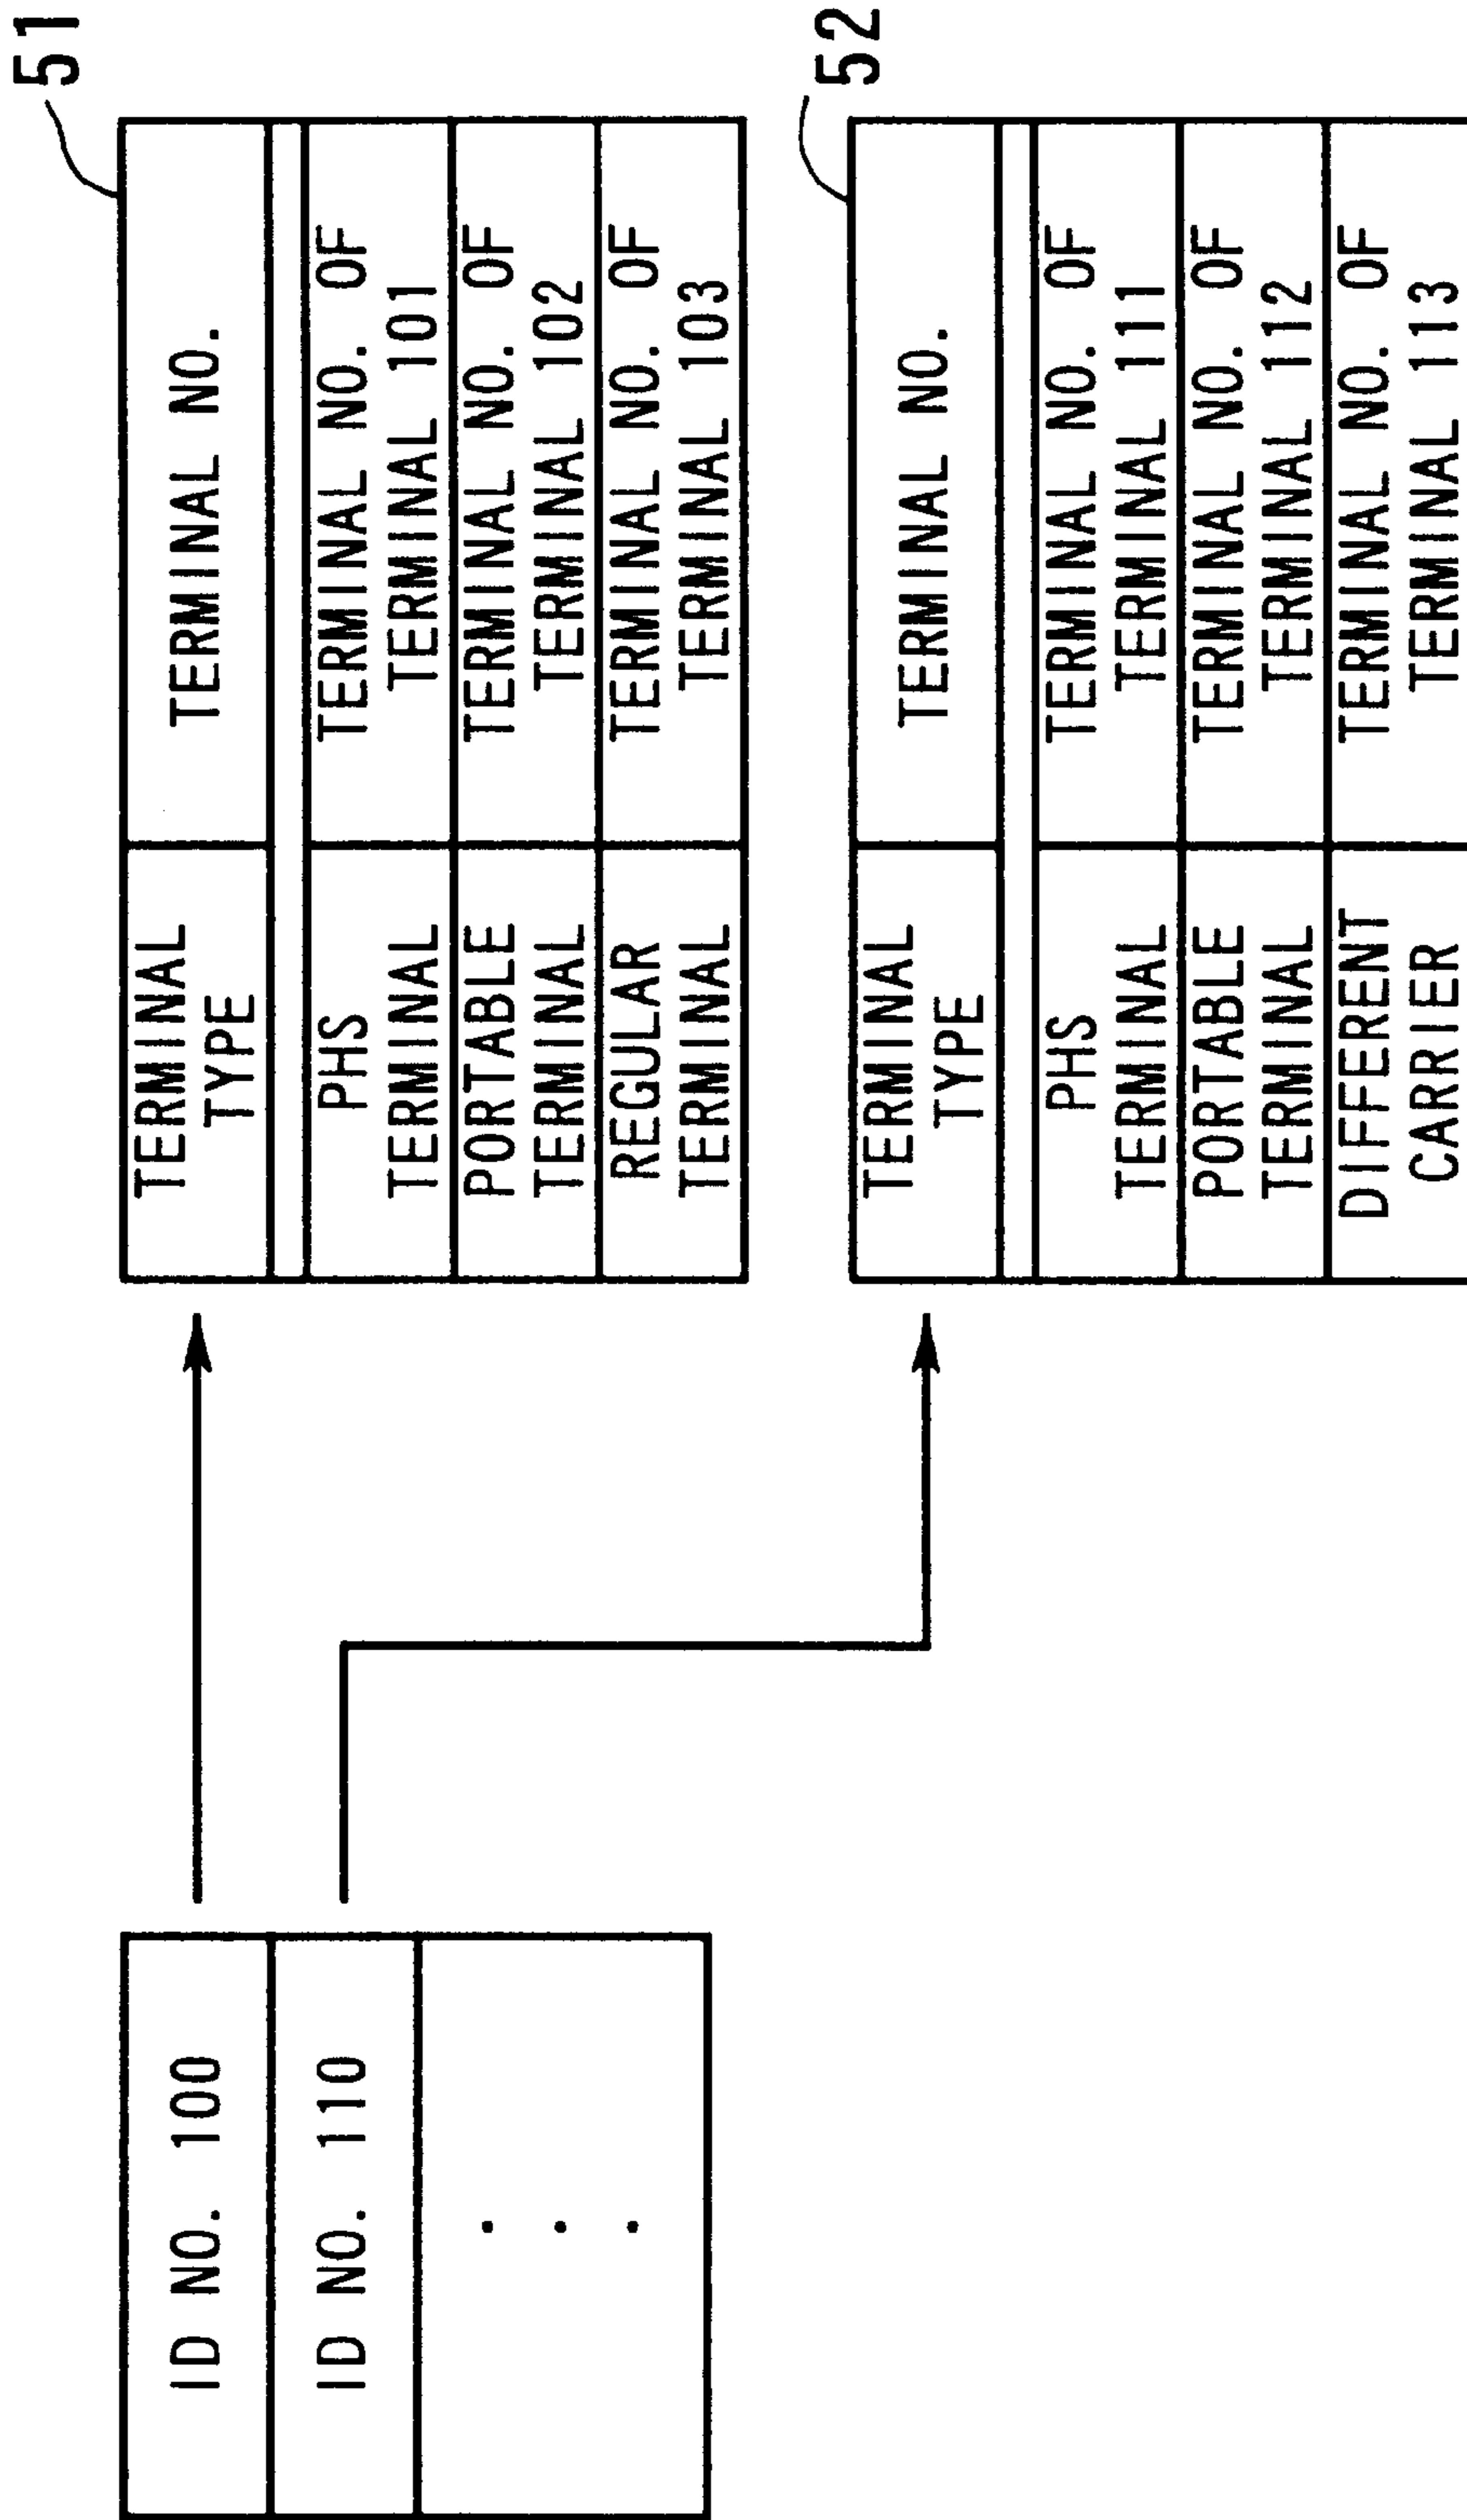 51
TERMINAL
TYPE
TERMINAL NO.
PHS
TERMINAL
TERMINAL NO. OF
TERMINAL 101
PORTABLE
TERMINAL
TERMINAL NO. OF
TERMINAL 102
REGULAR
TERMINAL
TERMINAL NO. OF
TERMINAL 103
ID NO. 100
ID NO. 110
.
.
.
52
TERMINAL
TYPE
TERMINAL NO.
PHS
TERMINAL
TERMINAL NO. OF
TERMINAL 111
PORTABLE
TERMINAL
TERMINAL NO. OF
TERMINAL 112
DIFFERENT
CARRIER
TERMINAL NO. OF
TERMINAL 113